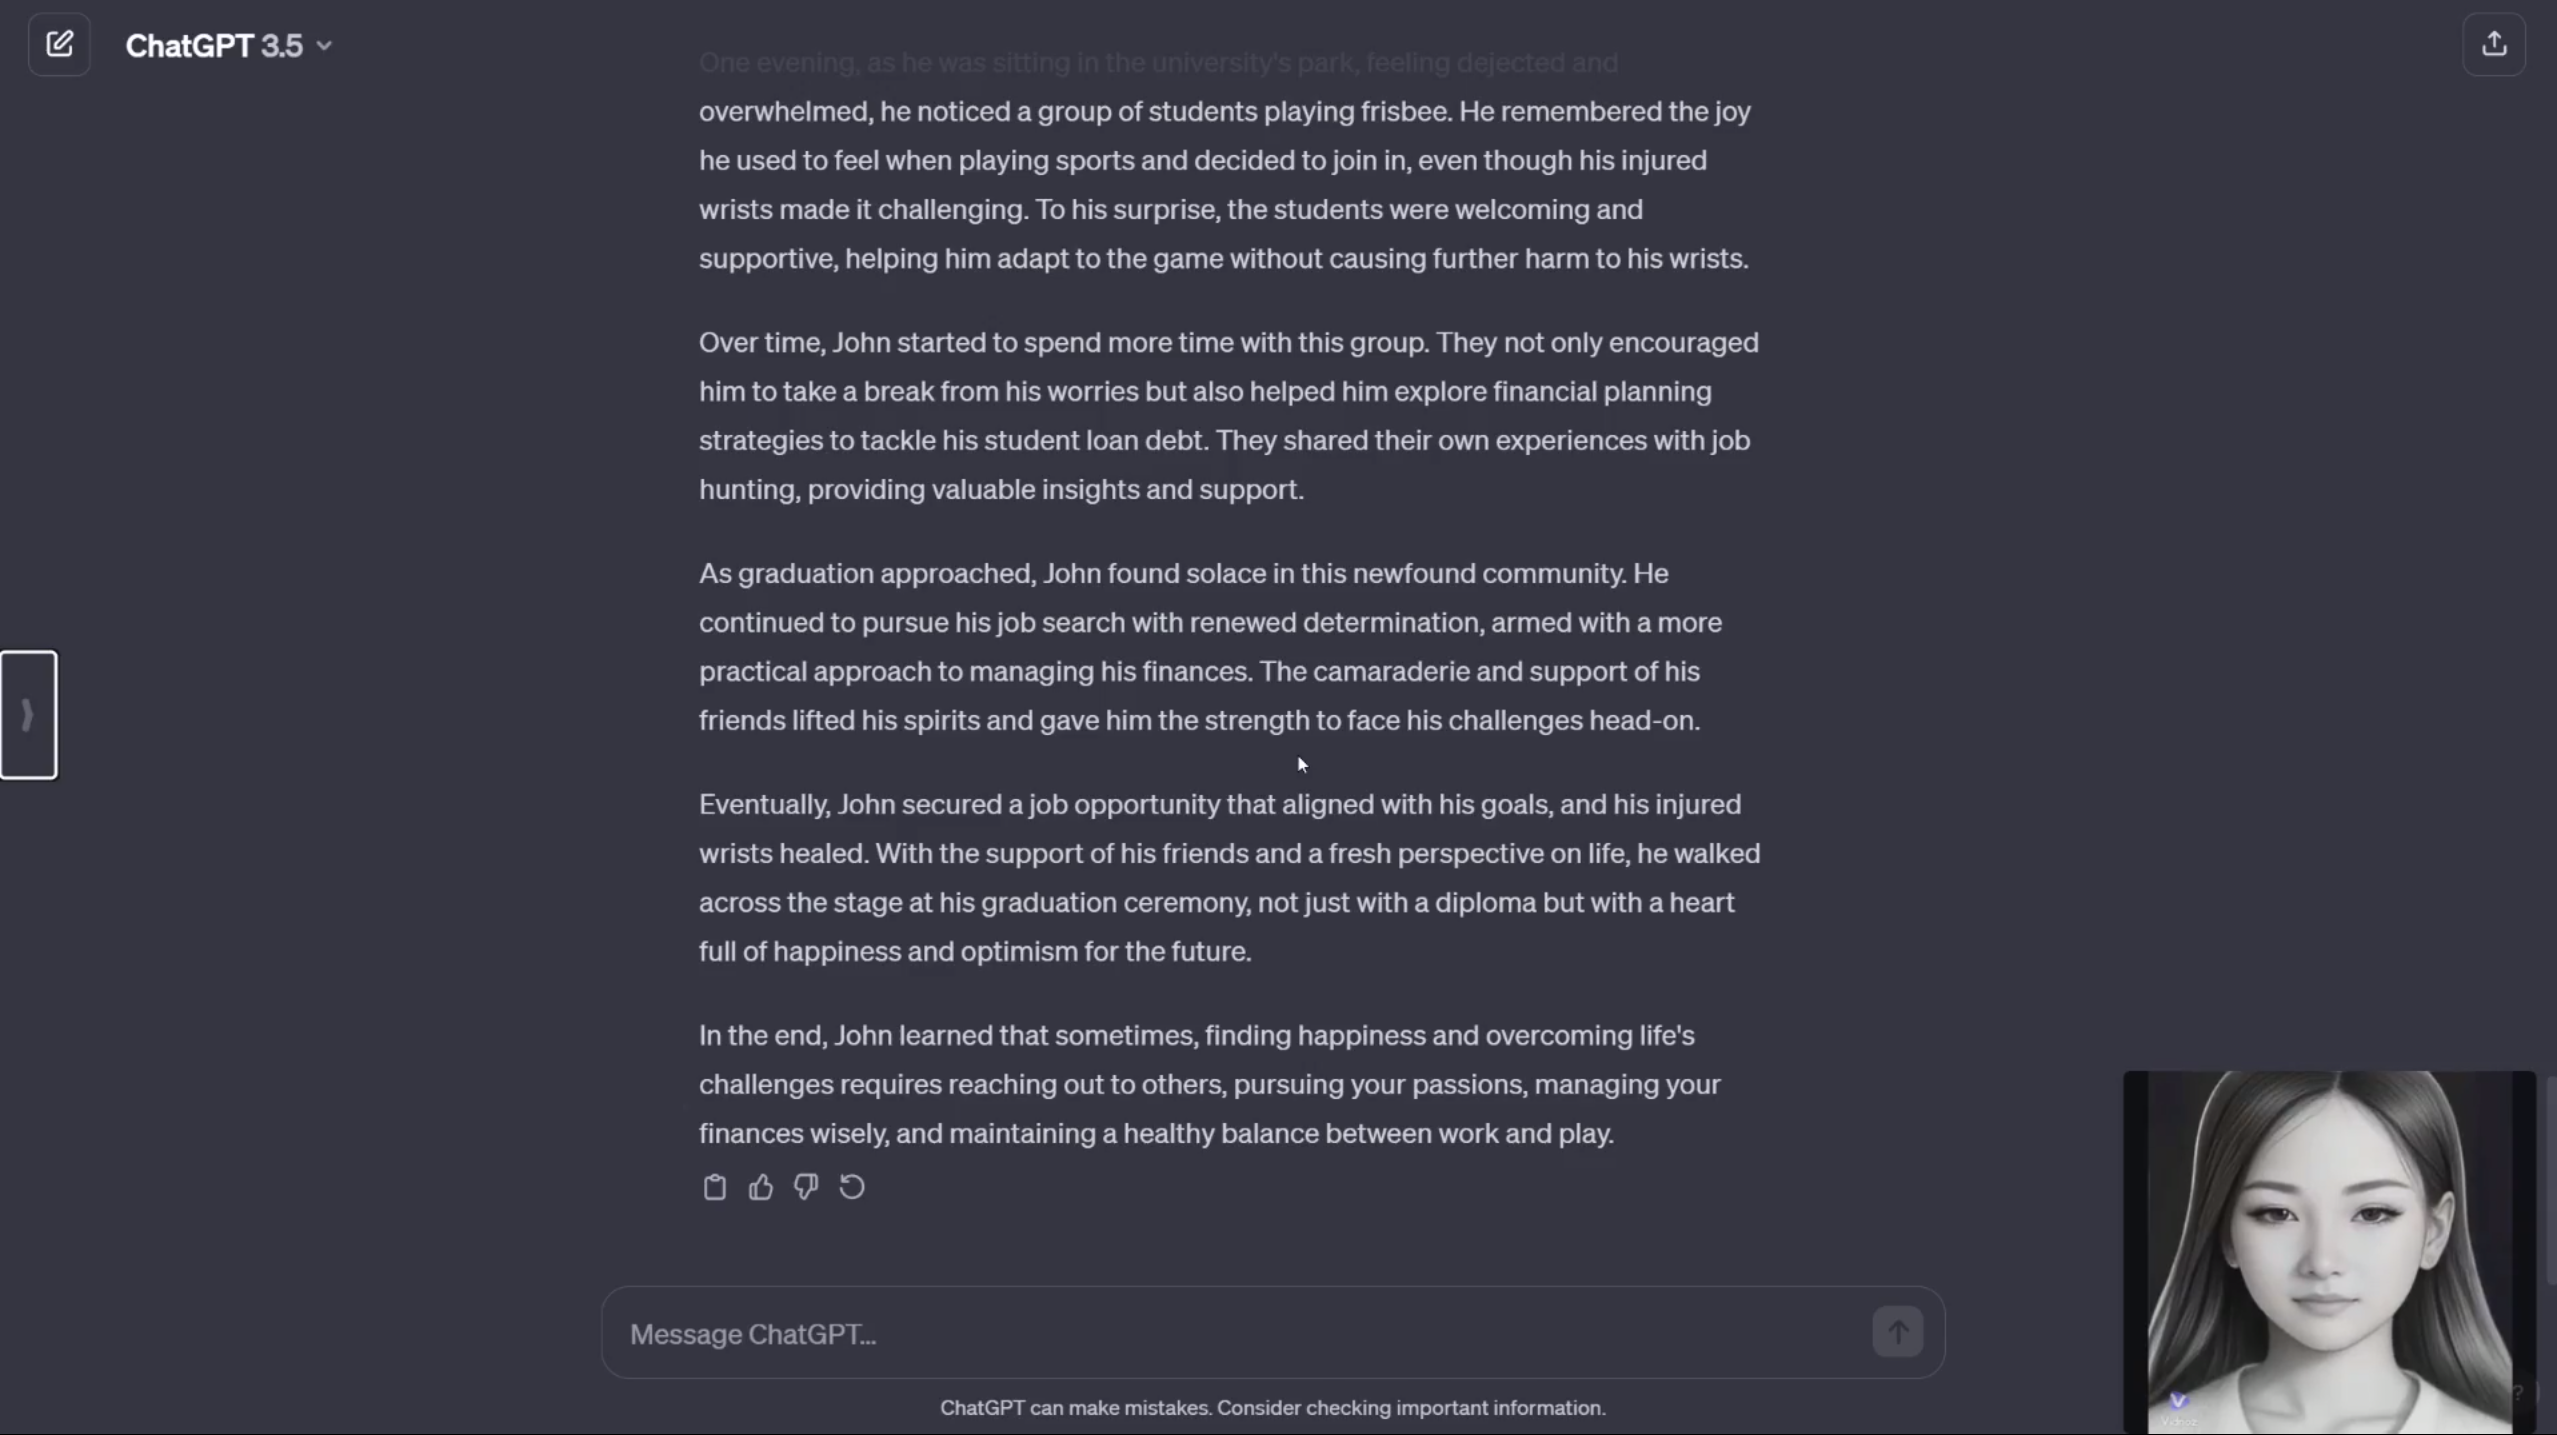 ChatGPT 3.5
One evening, as he was sitting in the university's park, feeling dejected and
overwhelmed, he noticed a group of students playing frisbee. He remembered the joy
he used to feel when playing sports and decided to join in, even though his injured
wrists made it challenging. To his surprise, the students were welcoming and
supportive, helping him adapt to the game without causing further harm to his wrists.
Over time, John started to spend more time with this group. They not only encouraged
him to take a break from his worries but also helped him explore financial planning
strategies to tackle his student loan debt. They shared their own experiences with job
hunting, providing valuable insights and support.
As graduation approached, John found solace in this newfound community. He
continued to pursue his job search with renewed determination, armed with a more
practical approach to managing his finances. The camaraderie and support of his
friends lifted his spirits and gave him the strength to face his challenges head-on.
Eventually, John secured a job opportunity that aligned with his goals, and his injured
wrists healed. With the support of his friends and a fresh perspective on life, he walked
across the stage at his graduation ceremony, not just with a diploma but with a heart
full of happiness and optimism for the future.
In the end, John learned that sometimes, finding happiness and overcoming life's
challenges requires reaching out to others, pursuing your passions, managing your
finances wisely, and maintaining a healthy balance between work and play.
Message ChatGPT...
ChatGPT can make mistakes. Consider checking important information.
Vidnoz
?